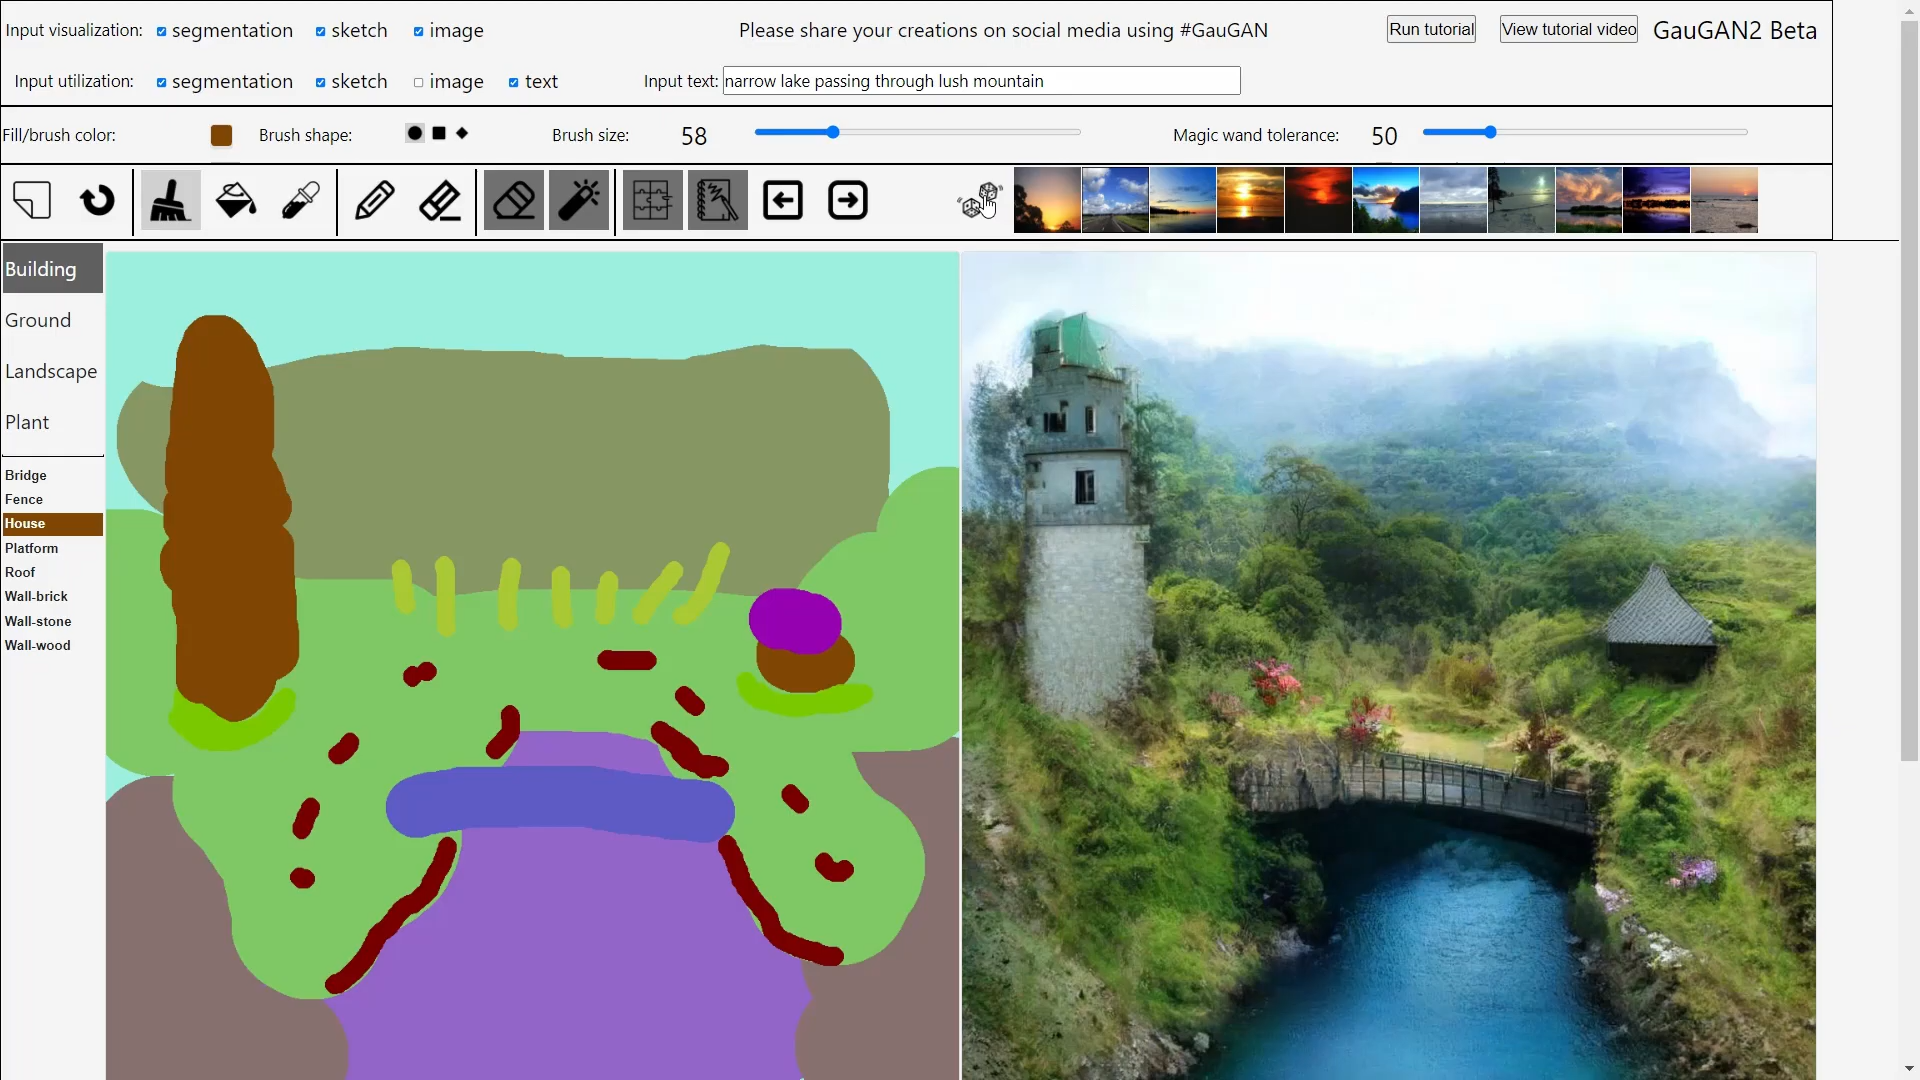 Input visualization: segmentation sketch image Please share your creations on social media using #GauGAN Run tutorial View tutorial video GauGAN2 Beta
Input utilization: segmentation sketch image text Input text: narrow lake passing through lush mountain
Fill/brush color: Brush shape: Brush size: 58 Magic wand tolerance: 50
Building
Ground
Landscape
Plant
Bridge
Fence
House
Platform
Roof
Wall-brick
Wall-stone
Wall-wood